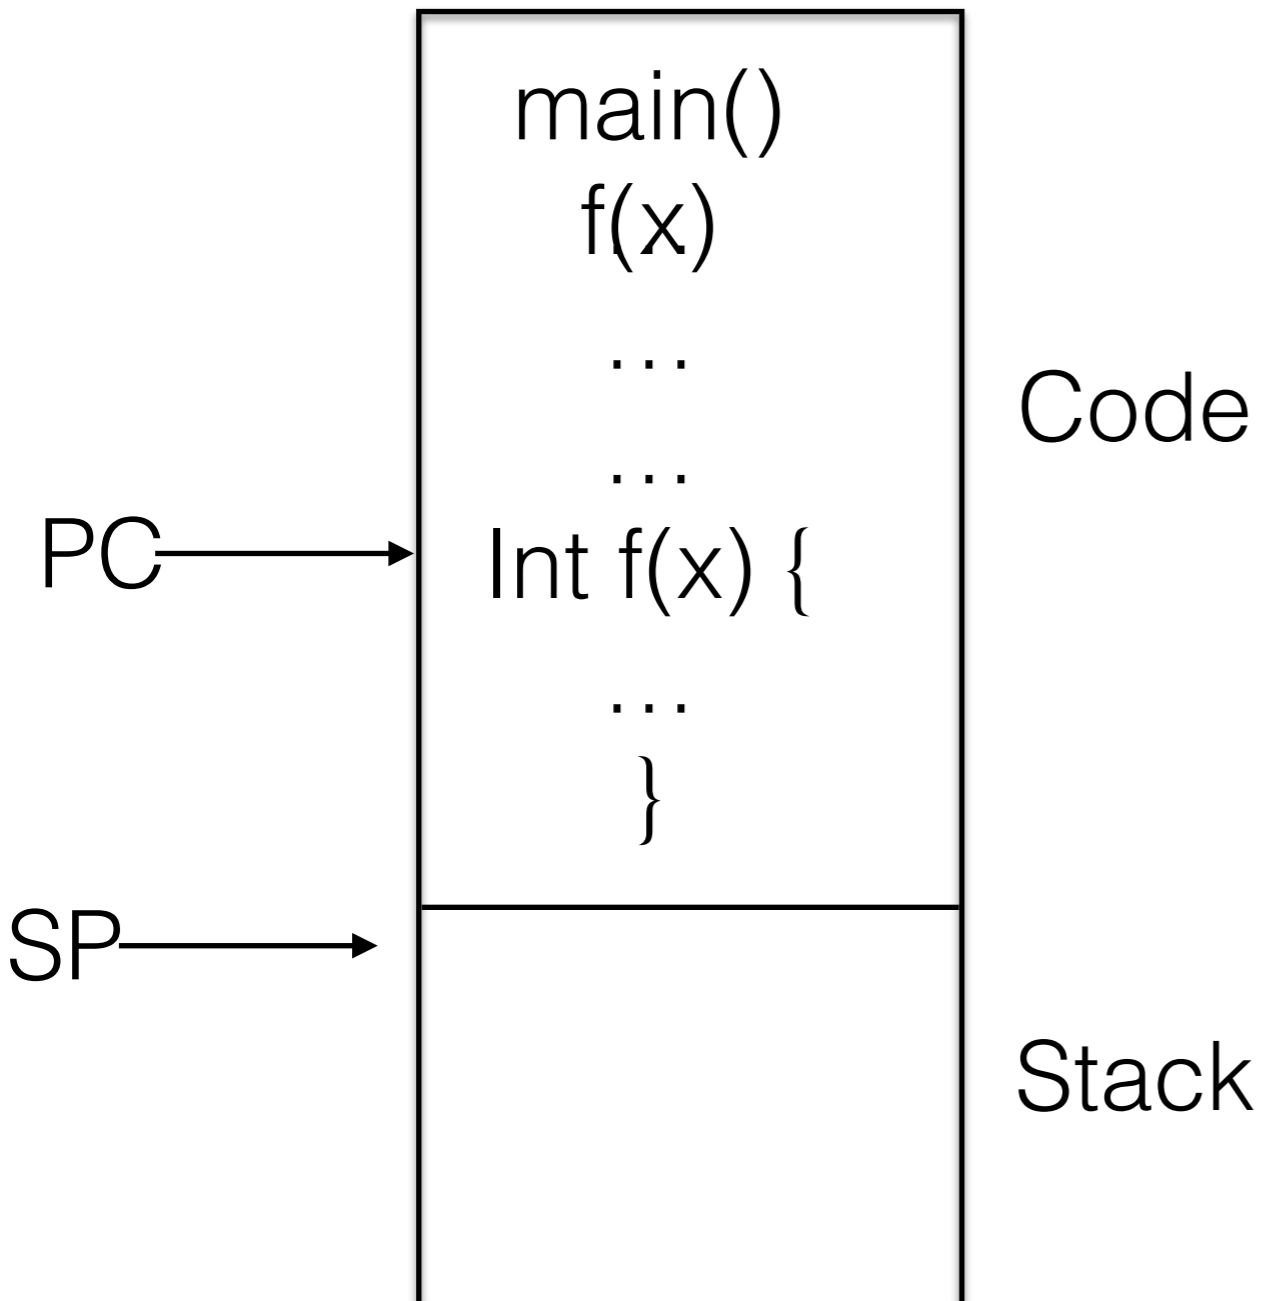 main()
f(x)
...
...
Code
PC
Int f(x) {
...
}
SP
Stack